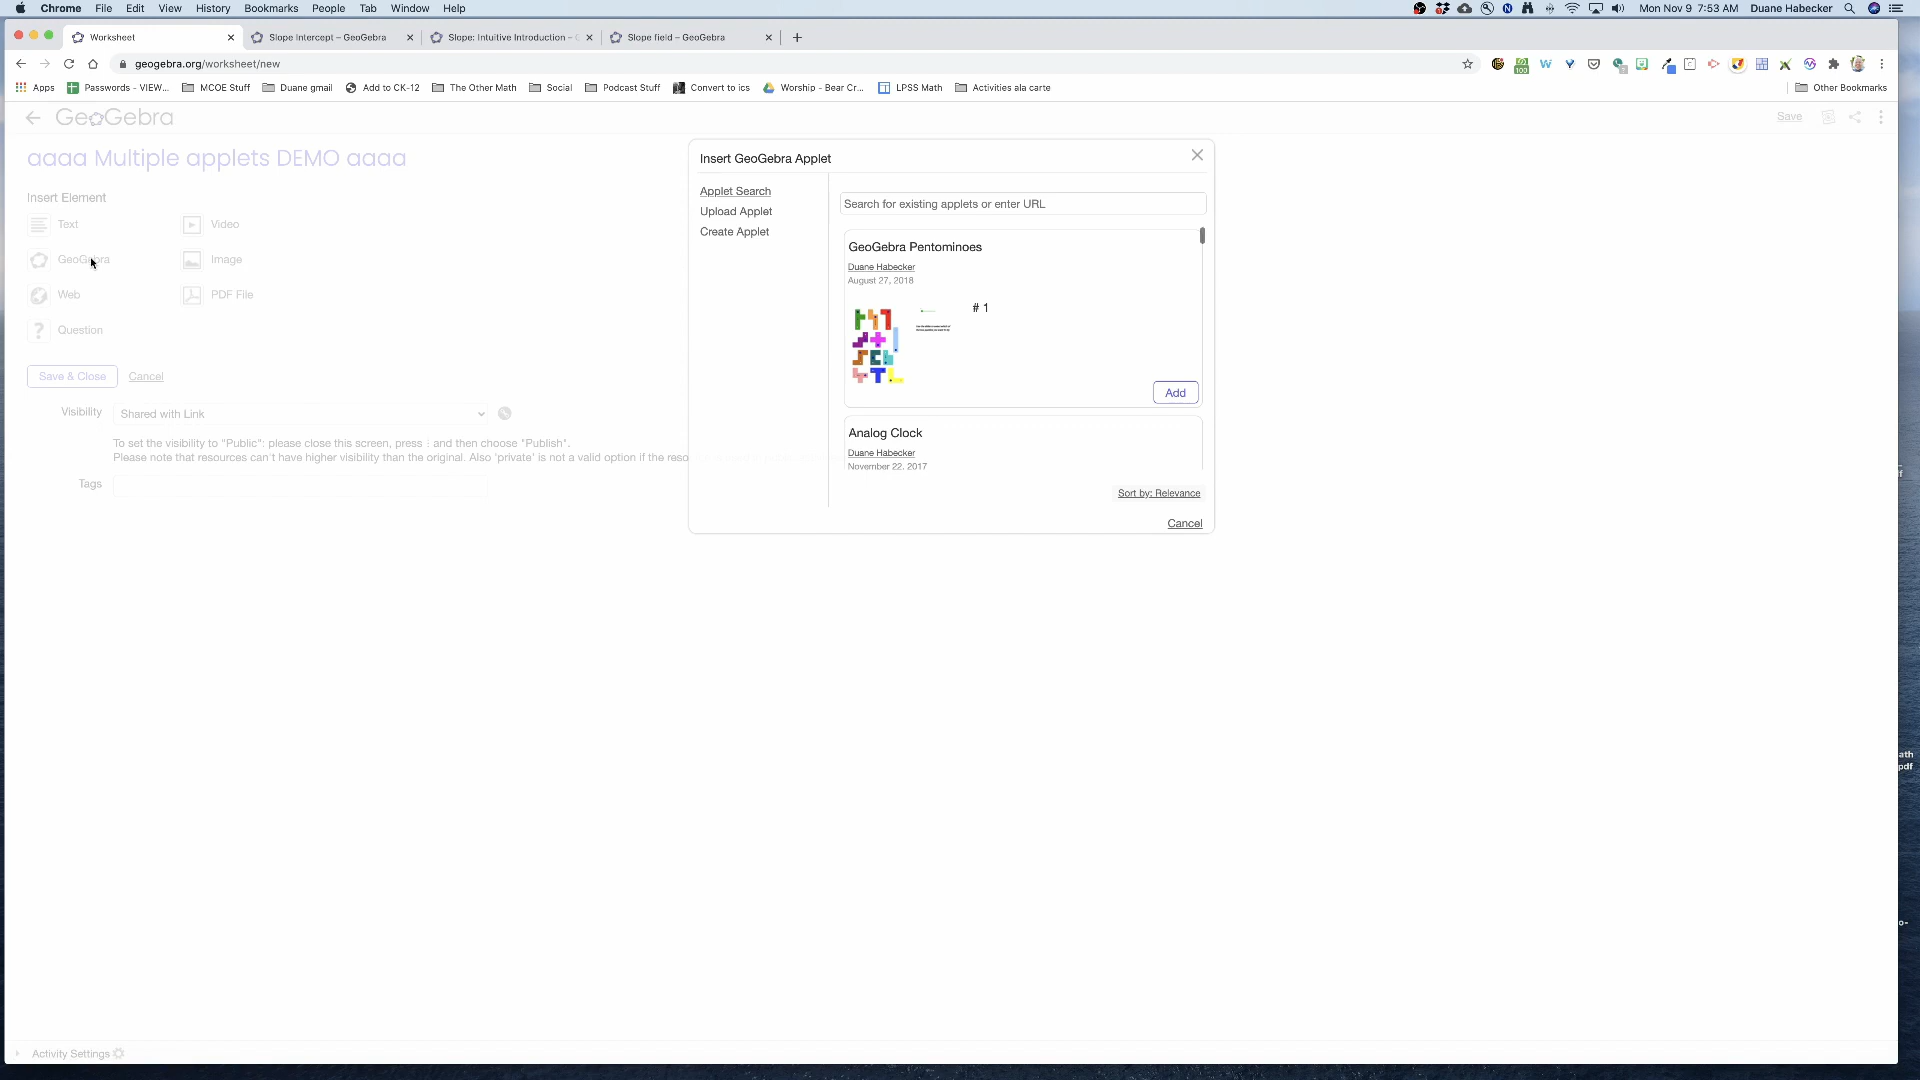 Chrome File Edit View History Bookmarks People Tab Window Help
Mon Nov 9 7:53 AM Duane Habecker
Worksheet
Slope Intercept – GeoGebra
Slope: Intuitive Introduction –
Slope field – GeoGebra
geogebra.org/worksheet/new
Apps Passwords - VIEW... MCOE Stuff Duane gmail Add to CK-12 The Other Math Social Podcast Stuff Convert to ics Worship - Bear Cr... LPSS Math Activities ala carte Other Bookmarks
GeoGebra
Save
aaaa Multiple applets DEMO aaaa
Insert Element
Text Video
GeoGebra Image
Web PDF File
? Question
Save & Close Cancel
Visibility Shared with Link
To set the visibility to "Public": please close this screen, press ⋮ and then choose "Publish".
Please note that resources can't have higher visibility than the original. Also 'private' is not a valid option if the
Tags
Insert GeoGebra Applet
Applet Search
Upload Applet
Create Applet
Search for existing applets or enter URL
GeoGebra Pentominoes
Duane Habecker
August 27, 2018
# 1
Add
Analog Clock
Duane Habecker
November 22, 2017
Sort by: Relevance
Cancel
Activity Settings